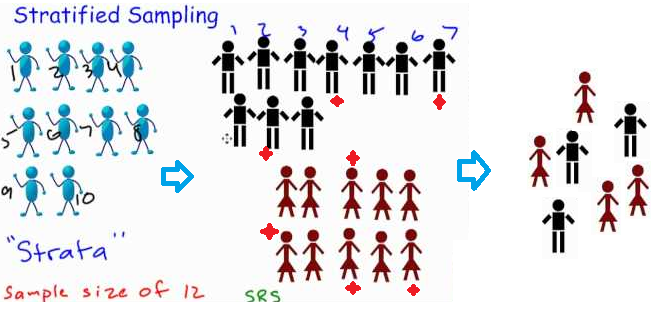 Stratified Sampling
1 2 3 4 5 6 7
1 2 3 4
5 6 7 8
9 10
"Strata"
Sample size of 12
SRS